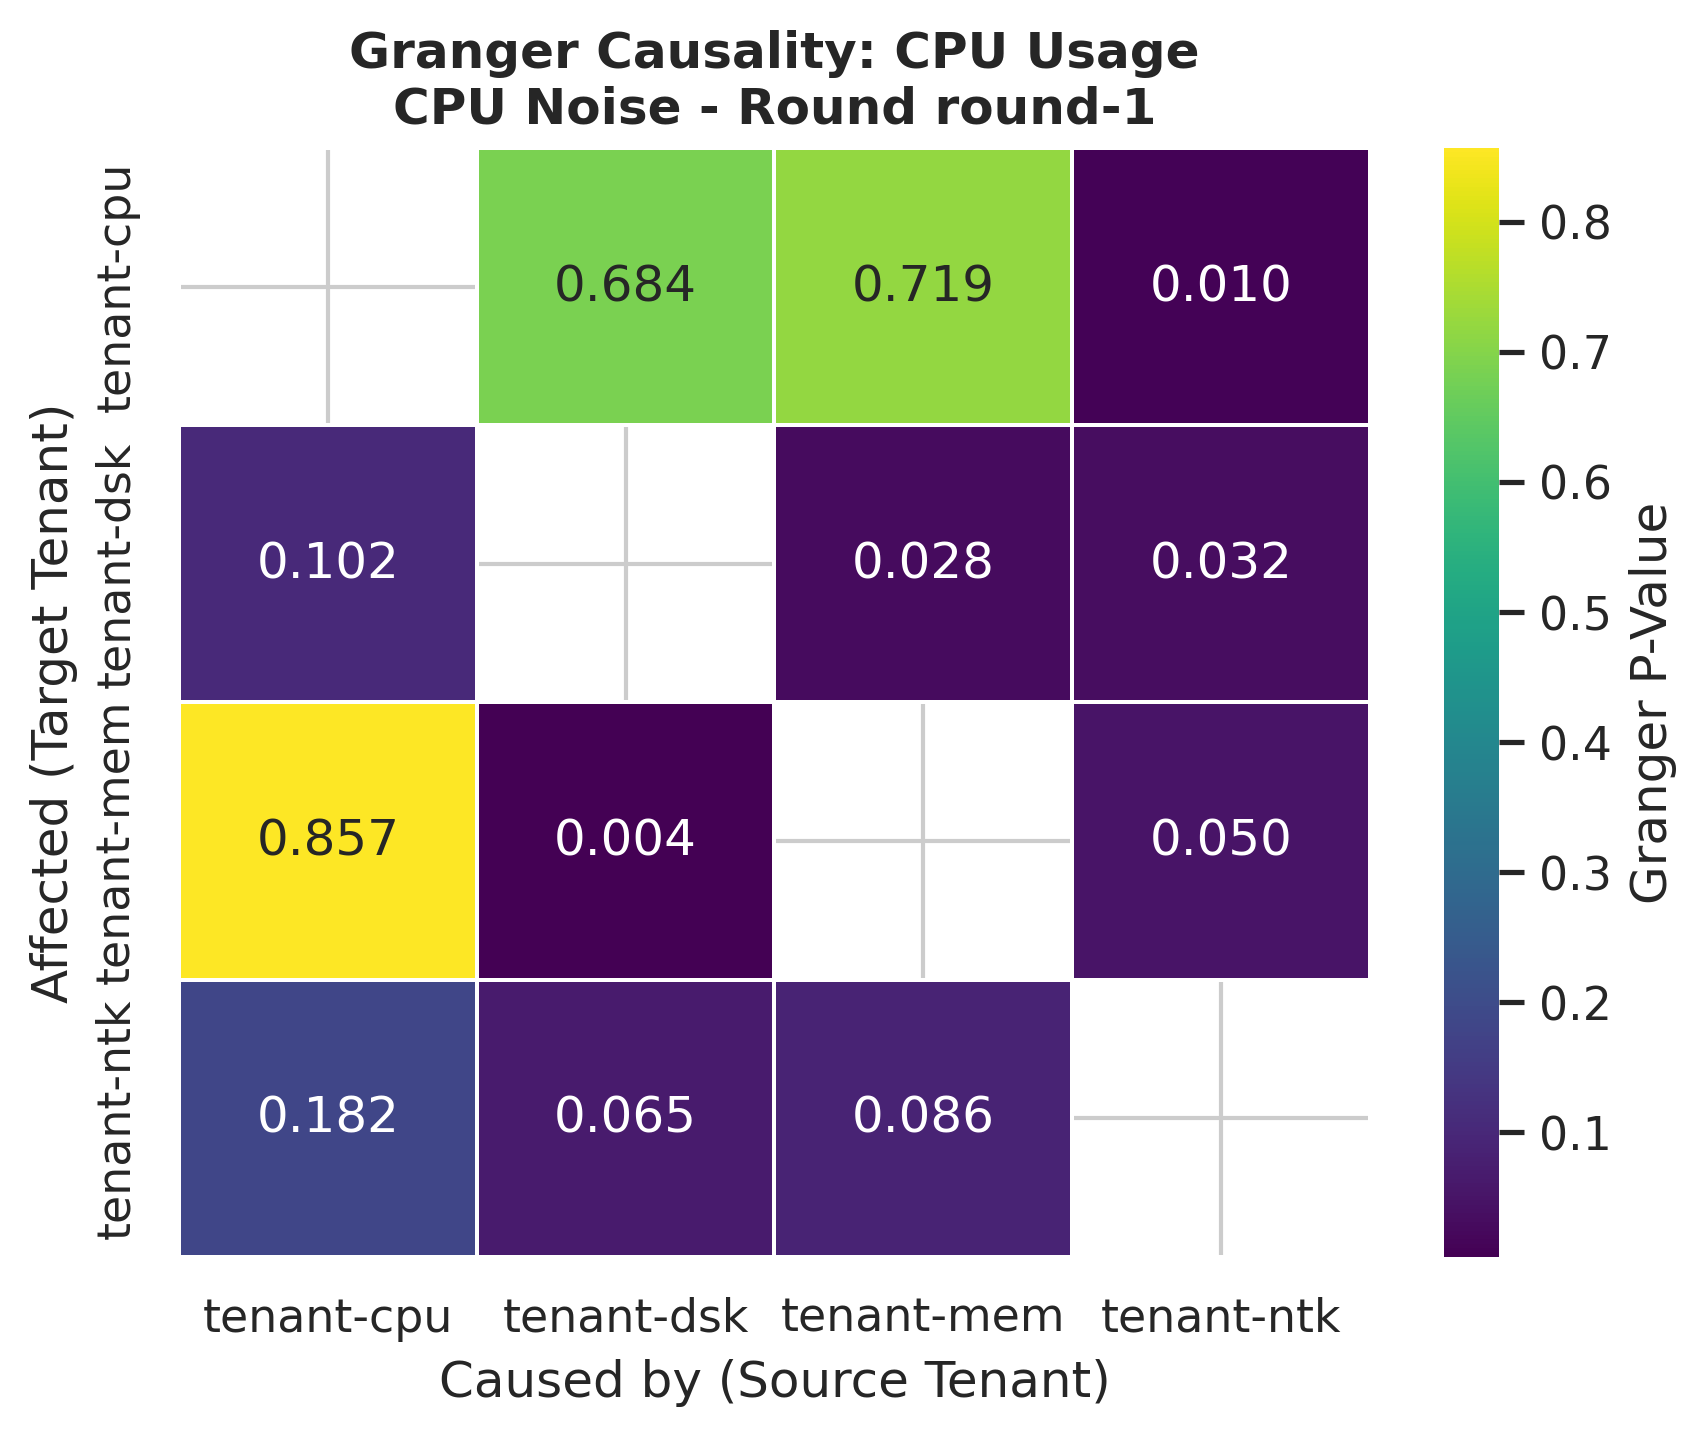 Granger Causality: CPU Usage
CPU Noise - Round round-1
Affected (Target Tenant)
tenant-cpu
0.684
0.719
0.010
tenant-dsk
0.102
0.028
0.032
tenant-mem
0.857
0.004
0.050
tenant-ntk
0.182
0.065
0.086
tenant-cpu
tenant-dsk
tenant-mem
tenant-ntk
Caused by (Source Tenant)
0.8
0.7
0.6
0.5
0.4
0.3
0.2
0.1
Granger P-Value